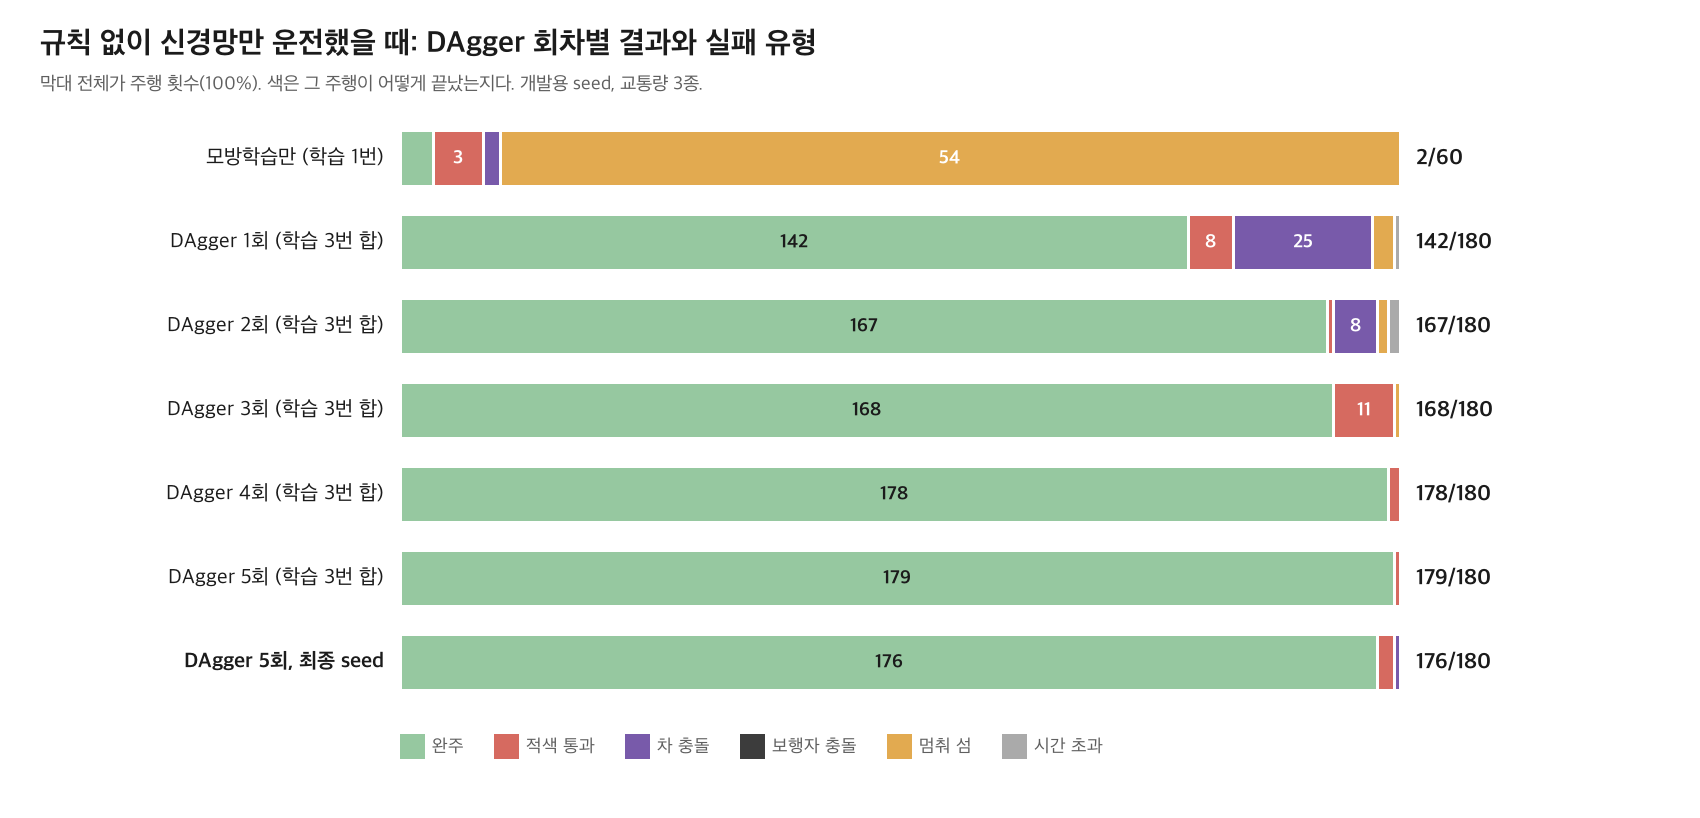 규칙 없이 신경망만 운전했을 때: DAgger 회차별 결과와 실패 유형
막대 전체가 주행 횟수(100%). 색은 그 주행이 어떻게 끝났는지다. 개발용 seed, 교통량 3종.
모방학습만 (학습 1번) 3 54 2/60
DAgger 1회 (학습 3번 합) 142 8 25 142/180
DAgger 2회 (학습 3번 합) 167 8 167/180
DAgger 3회 (학습 3번 합) 168 11 168/180
DAgger 4회 (학습 3번 합) 178 178/180
DAgger 5회 (학습 3번 합) 179 179/180
DAgger 5회, 최종 seed 176 176/180
완주 적색 통과 차 충돌 보행자 충돌 멈춰 섬 시간 초과